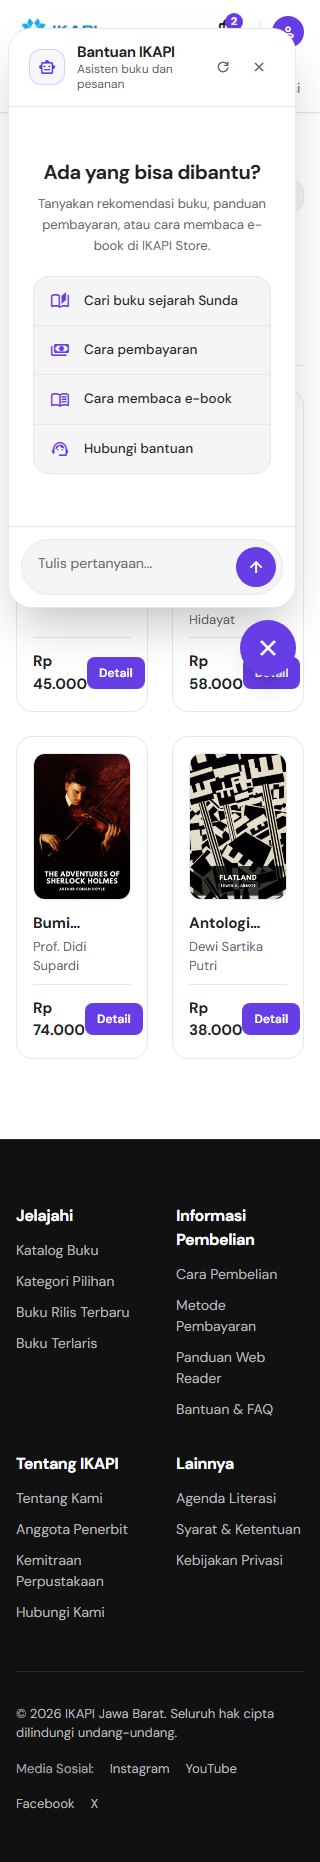 2
Bantuan IKAPI
Asisten buku dan
pesanan
Ada yang bisa dibantu?
Tanyakan rekomendasi buku, panduan
pembayaran, atau cara membaca e-
book di IKAPI Store.
Cari buku sejarah Sunda
Cara pembayaran
Cara membaca e-book
Hubungi bantuan
Tulis pertanyaan...
Hidayat
Rp
45.000
Detail
Rp
58.000
THE ADVENTURES OF
SHERLOCK HOLMES
ARTHUR CONAN DOYLE
FLATLAND
EDWIN A. ABBOTT
Bumi...
Prof. Didi
Supardi
Rp
74.000
Detail
Antologi...
Dewi Sartika
Putri
Rp
38.000
Detail
Jelajahi
Katalog Buku
Kategori Pilihan
Buku Rilis Terbaru
Buku Terlaris
Informasi
Pembelian
Cara Pembelian
Metode
Pembayaran
Panduan Web
Reader
Bantuan & FAQ
Tentang IKAPI
Tentang Kami
Anggota Penerbit
Kemitraan
Perpustakaan
Hubungi Kami
Lainnya
Agenda Literasi
Syarat & Ketentuan
Kebijakan Privasi
© 2026 IKAPI Jawa Barat. Seluruh hak cipta
dilindungi undang-undang.
Media Sosial: Instagram YouTube
Facebook X